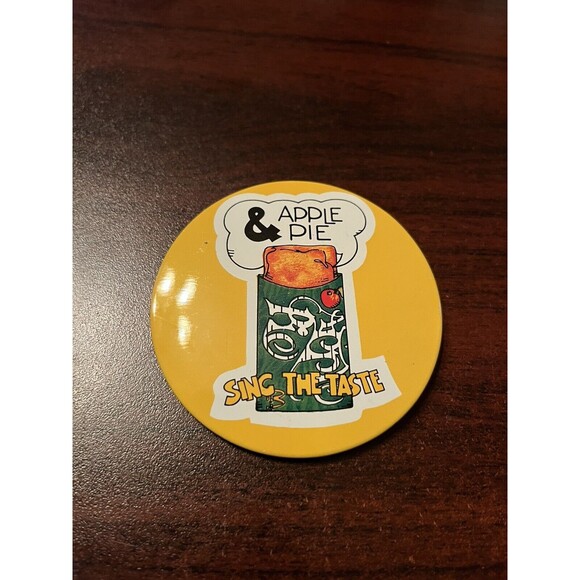 & APPLE
PIE
SING THE TASTE